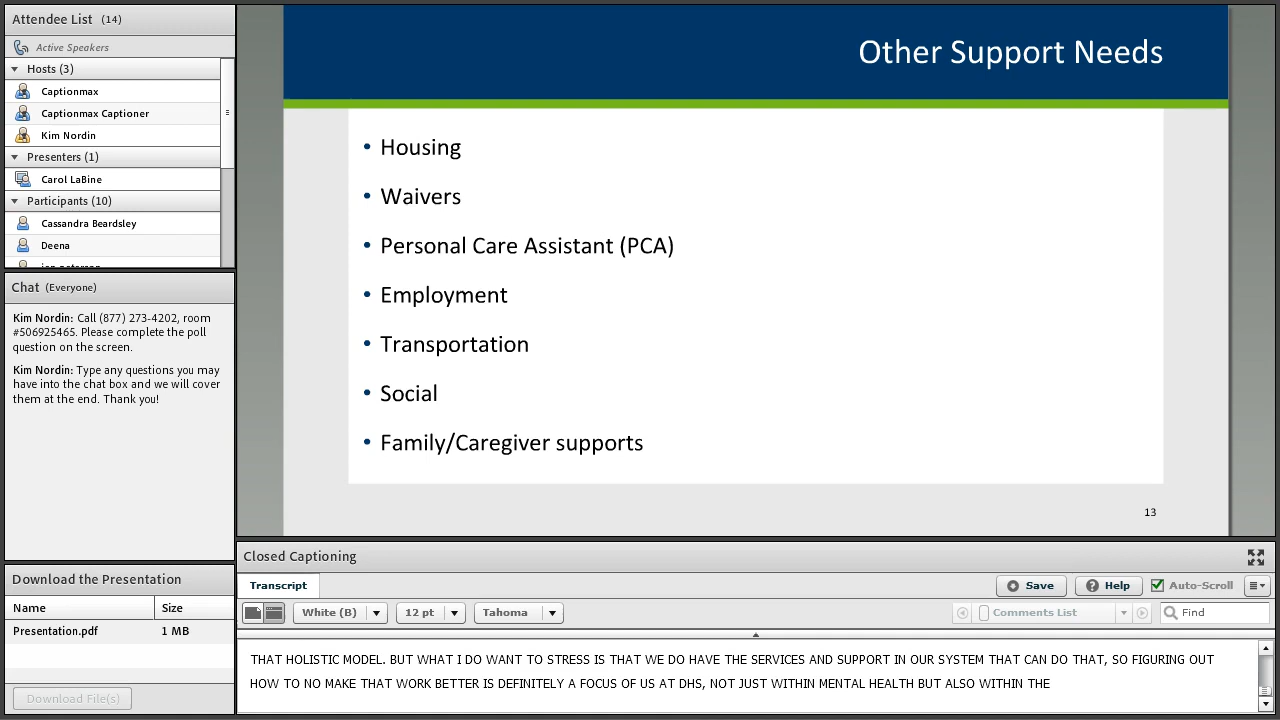 Attendee List (14)
Active Speakers
Hosts (3)
Captionmax
Captionmax Captioner
Kim Nordin
Presenters (1)
Carol LaBine
Participants (10)
Cassandra Beardsley
Deena
Chat (Everyone)
Kim Nordin: Call (877) 273-4202, room
#506925465. Please complete the poll
question on the screen.
Kim Nordin: Type any questions you may
have into the chat box and we will cover
them at the end. Thank you!
Download the Presentation
Name Size
Presentation.pdf 1 MB
Download File(s)
Other Support Needs
• Housing
• Waivers
• Personal Care Assistant (PCA)
• Employment
• Transportation
• Social
• Family/Caregiver supports
13
Closed Captioning
Transcript
Save
Help
Auto-Scroll
White (B)
12 pt
Tahoma
Comments List
Find
THAT HOLISTIC MODEL. BUT WHAT I DO WANT TO STRESS IS THAT WE DO HAVE THE SERVICES AND SUPPORT IN OUR SYSTEM THAT CAN DO THAT, SO FIGURING OUT
HOW TO NO MAKE THAT WORK BETTER IS DEFINITELY A FOCUS OF US AT DHS, NOT JUST WITHIN MENTAL HEALTH BUT ALSO WITHIN THE